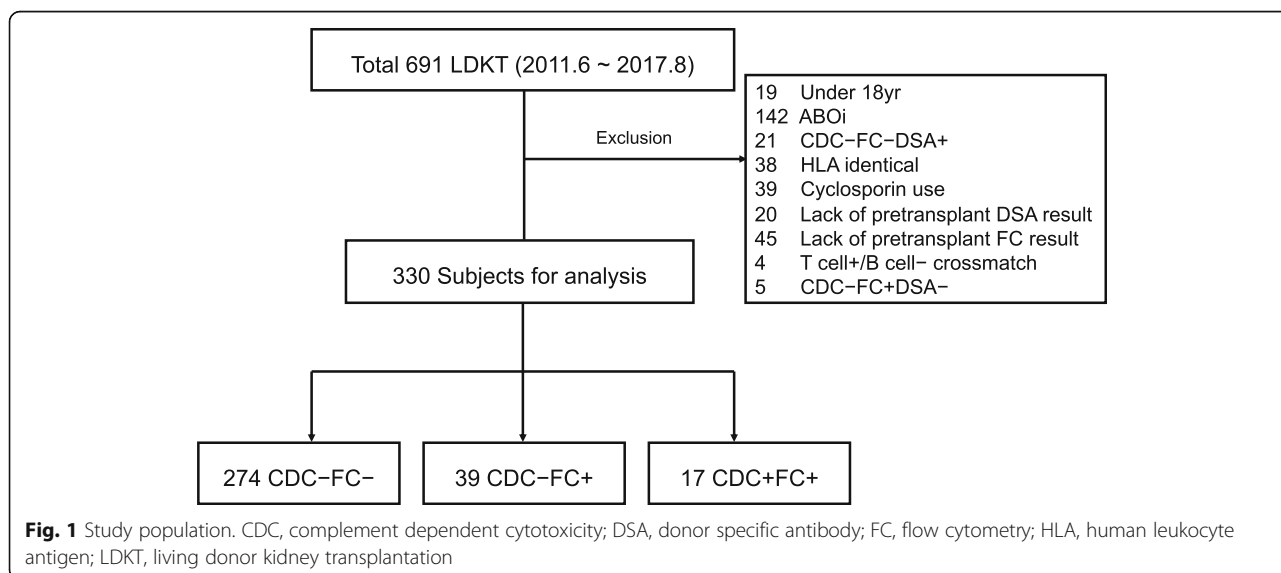 Total 691 LDKT (2011.6 ~ 2017.8)
Exclusion
19 Under 18yr
142 ABOi
21 CDC−FC−DSA+
38 HLA identical
39 Cyclosporin use
20 Lack of pretransplant DSA result
45 Lack of pretransplant FC result
4 T cell+/B cell− crossmatch
5 CDC−FC+DSA−
330 Subjects for analysis
274 CDC−FC−
39 CDC−FC+
17 CDC+FC+
Fig. 1 Study population. CDC, complement dependent cytotoxicity; DSA, donor specific antibody; FC, flow cytometry; HLA, human leukocyte
antigen; LDKT, living donor kidney transplantation